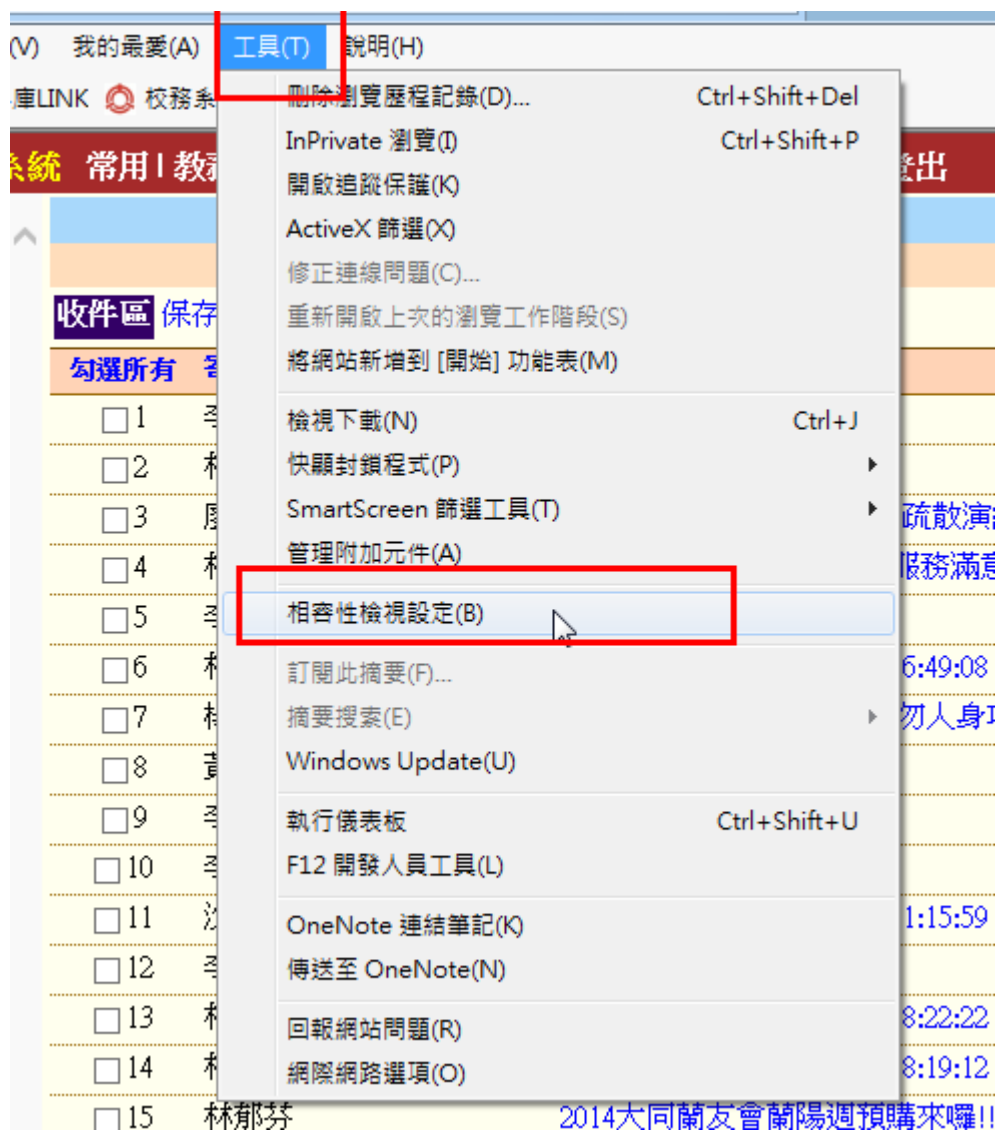 (V) 我的最愛(A) 工具(T) 說明(H)
庫LINK 校務系
系統 常用 | 教務 登出
收件區 保存
勾選所有
刪除瀏覽歷程記錄(D)... Ctrl+Shift+Del
InPrivate 瀏覽(I) Ctrl+Shift+P
開啟追蹤保護(K)
ActiveX 篩選(X)
修正連線問題(C)...
重新開啟上次的瀏覽工作階段(S)
將網站新增到 [開始] 功能表(M)
檢視下載(N) Ctrl+J
快顯封鎖程式(P)
SmartScreen 篩選工具(T)
管理附加元件(A)
相容性檢視設定(B)
訂閱此摘要(F)...
摘要搜索(E)
Windows Update(U)
執行儀表板 Ctrl+Shift+U
F12 開發人員工具(L)
OneNote 連結筆記(K)
傳送至 OneNote(N)
回報網站問題(R)
網際網路選項(O)
1
2
3 疏散演
4 服務滿意
5
6 6:49:08
7 勿人身
8 黃
9
10
11 沈 1:15:59
12
13 8:22:22
14 8:19:12
15 林郁芬 2014大同蘭友會蘭陽週預購來囉!!